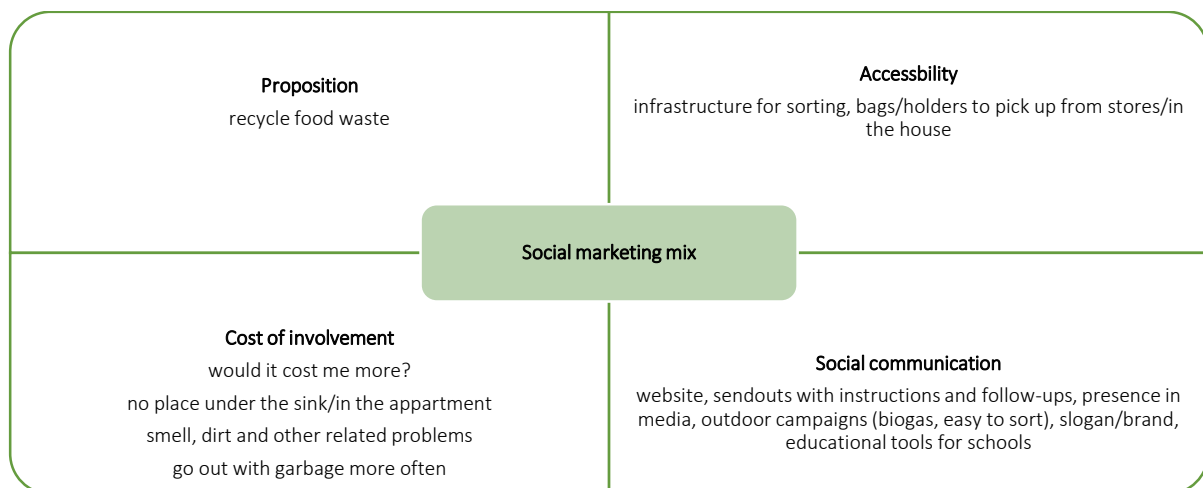 Proposition
recycle food waste
Accessbility
infrastructure for sorting, bags/holders to pick up from stores/in
the house
Social marketing mix
Cost of involvement
would it cost me more?
no place under the sink/in the appartment
smell, dirt and other related problems
go out with garbage more often
Social communication
website, sendouts with instructions and follow-ups, presence in
media, outdoor campaigns (biogas, easy to sort), slogan/brand,
educational tools for schools